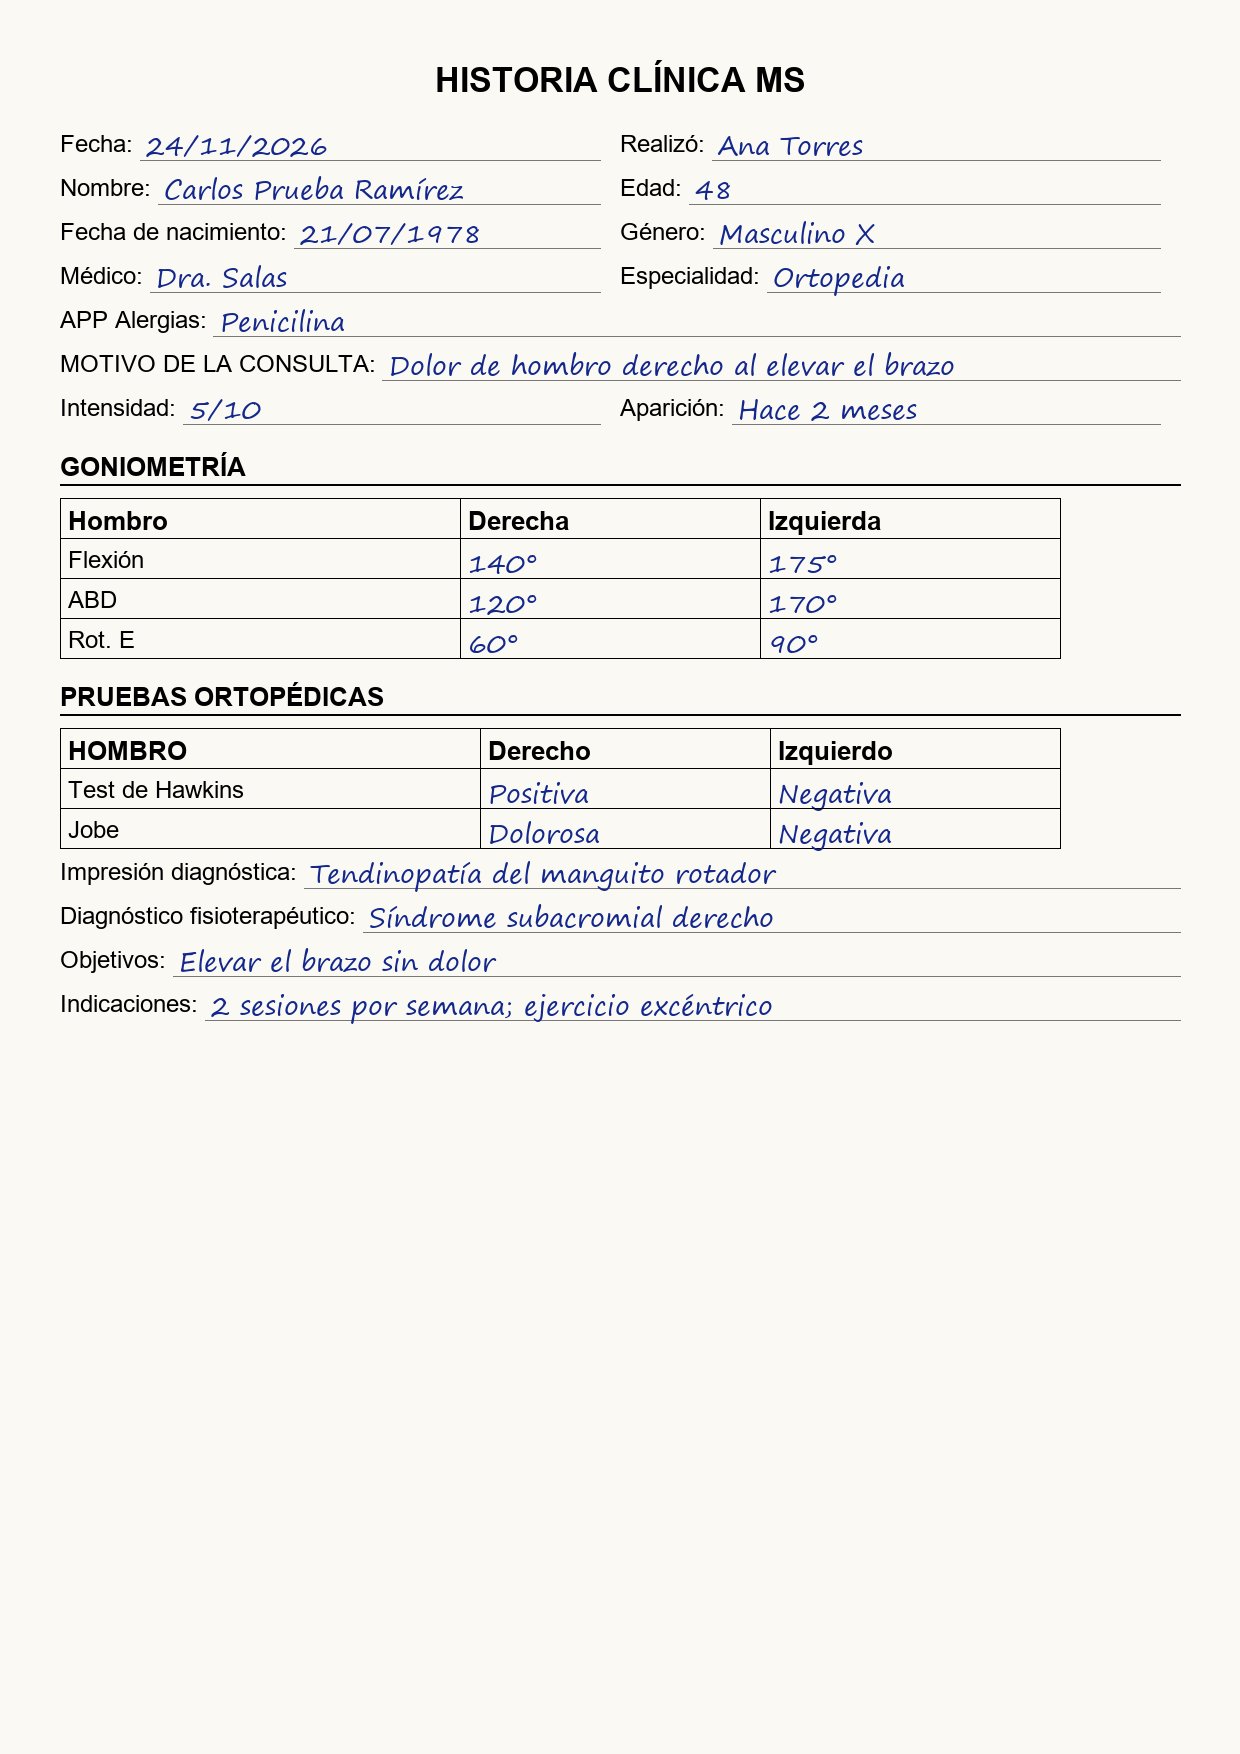 HISTORIA CLÍNICA MS
Fecha: 24/11/2026 Realizó: Ana Torres
Nombre: Carlos Prueba Ramírez Edad: 48
Fecha de nacimiento: 21/07/1978 Género: Masculino X
Médico: Dra. Salas Especialidad: Ortopedia
APP Alergias: Penicilina
MOTIVO DE LA CONSULTA: Dolor de hombro derecho al elevar el brazo
Intensidad: 5/10 Aparición: Hace 2 meses
GONIOMETRÍA
Hombro Derecha Izquierda
Flexión 140° 175°
ABD 120° 170°
Rot. E 60° 90°
PRUEBAS ORTOPÉDICAS
HOMBRO Derecho Izquierdo
Test de Hawkins Positiva Negativa
Jobe Dolorosa Negativa
Impresión diagnóstica: Tendinopatía del manguito rotador
Diagnóstico fisioterapéutico: Síndrome subacromial derecho
Objetivos: Elevar el brazo sin dolor
Indicaciones: 2 sesiones por semana; ejercicio excéntrico